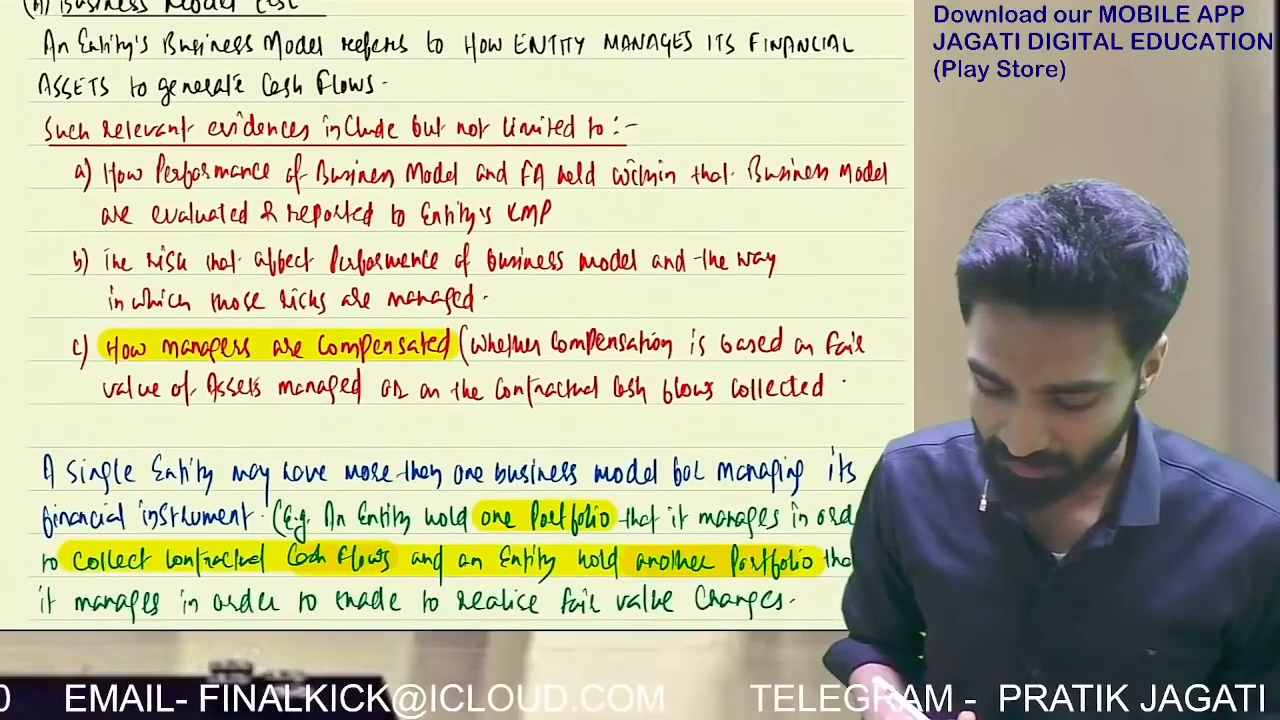 (A) Business Model Test
An Entity's Business Model refers to HOW ENTITY MANAGES ITS FINANCIAL
ASSETS to generate Cash Flows.
Such relevant evidences include but not limited to :-
a) How Performance of Business Model and FA held within that Business Model
are evaluated & reported to Entity's KMP
b) The risk that affect Performence of business model and the way
in which those risks are managed.
c) How managers are compensated (whether compensation is based on fair
value of Assets managed OR on the contractual cash flows collected
A single Entity may have more than one business model for managing its
financial instrument. (E.g. An Entity hold one Portfolio that it manages in ord
to collect contractual cash flows and an Entity hold another Portfolio tha
it manages in order to trade to realise fair value changes.
Download our MOBILE APP
JAGATI DIGITAL EDUCATION
(Play Store)
0 EMAIL- FINALKICK@ICLOUD.COM TELEGRAM - PRATIK JAGATI